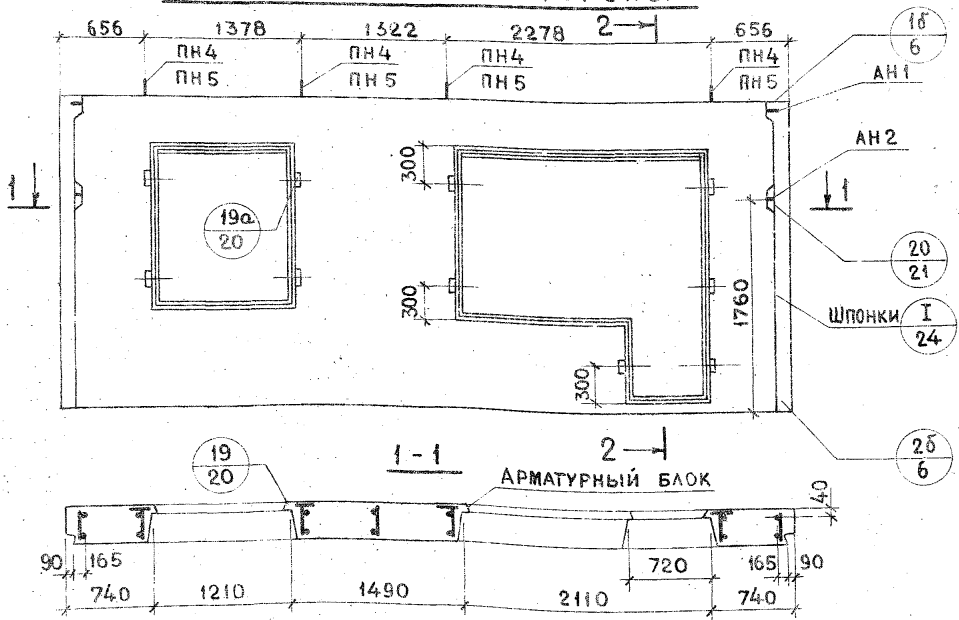 2
656 1378 1322 2278 656
ПН4 ПН4 ПН4 ПН4
ПН5 ПН5 ПН5 ПН5
1б
6
АН1
АН2
300
1 1
19а
20
20
21
300
1760
Шпонки I
24
300
2
2б
6
19
20
1-1
Арматурный блок
40
90 165 720 165 90
740 1210 1490 2110 740